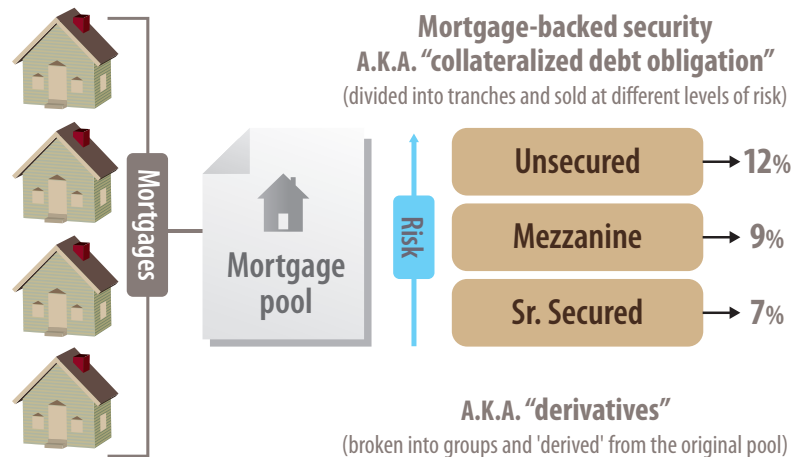 Mortgage-backed security
A.K.A. “collateralized debt obligation”
(divided into tranches and sold at different levels of risk)
Mortgages
Mortgage
pool
Risk
Unsecured
12%
Mezzanine
9%
Sr. Secured
7%
A.K.A. “derivatives”
(broken into groups and 'derived' from the original pool)